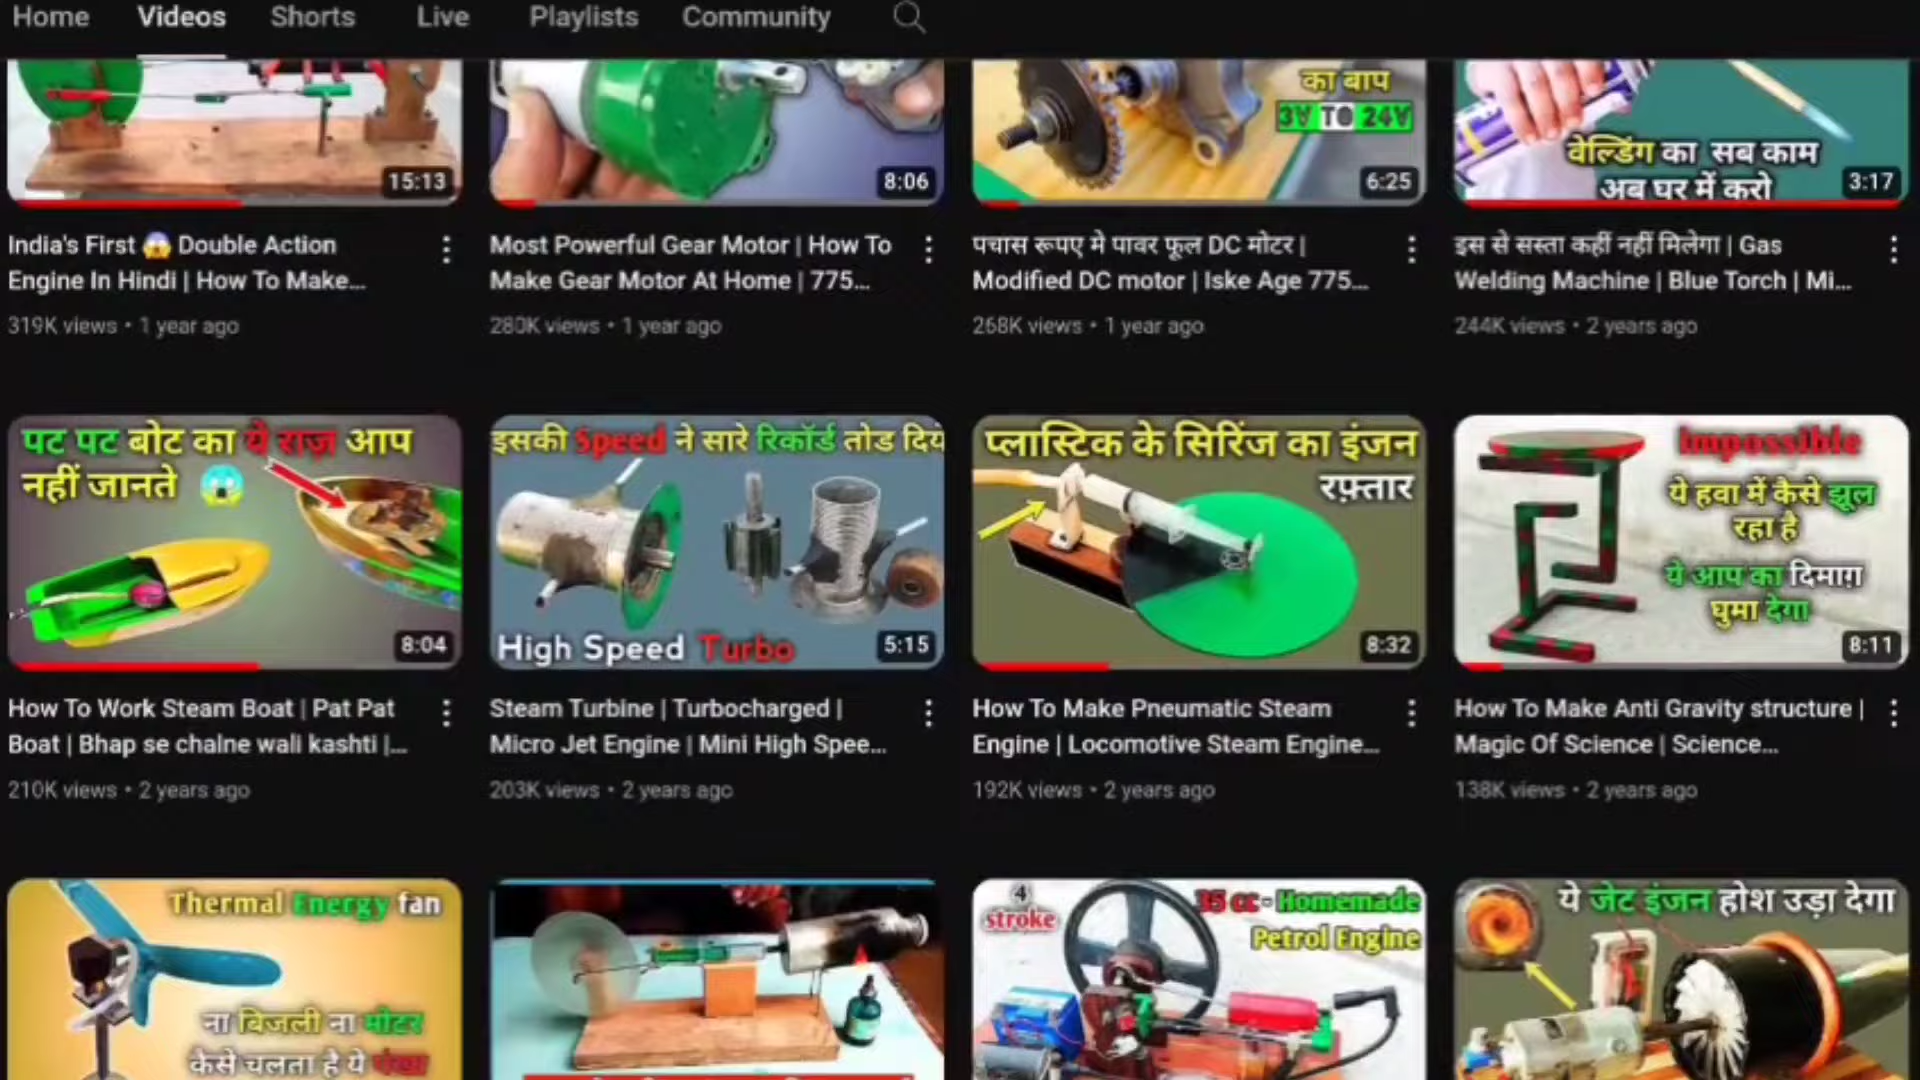 Home Videos Shorts Live Playlists Community
का बाप
3V TO 24V
वेल्डिंग का सब काम
अब घर में करो
15:13
8:06
6:25
3:17
India's First 😱 Double Action
Engine In Hindi | How To Make...
319K views • 1 year ago
Most Powerful Gear Motor | How To
Make Gear Motor At Home | 775...
280K views • 1 year ago
पचास रूपए मे पावर फूल DC मोटर |
Modified DC motor | Iske Age 775...
268K views • 1 year ago
इस से सस्ता कहीं नहीं मिलेगा | Gas
Welding Machine | Blue Torch | Mi...
244K views • 2 years ago
पट पट बोट का ये राज़ आप
नहीं जानते 😱
8:04
इसकी Speed ने सारे रिकॉर्ड तोड दिये
High Speed Turbo
5:15
प्लास्टिक के सिरिंज का इंजन
रफ़्तार
8:32
impossible
ये हवा में कैसे झूल
रहा है
ये आप का दिमाग़
घुमा देगा
8:11
How To Work Steam Boat | Pat Pat
Boat | Bhap se chalne wali kashti |...
210K views • 2 years ago
Steam Turbine | Turbocharged |
Micro Jet Engine | Mini High Spee...
203K views • 2 years ago
How To Make Pneumatic Steam
Engine | Locomotive Steam Engine...
192K views • 2 years ago
How To Make Anti Gravity structure |
Magic Of Science | Science...
138K views • 2 years ago
Thermal Energy fan
ना बिजली ना मोटर
कैसे चलता है ये पंखा
4
stroke
35 cc - Homemade
Petrol Engine
ये जेट इंजन होश उड़ा देगा